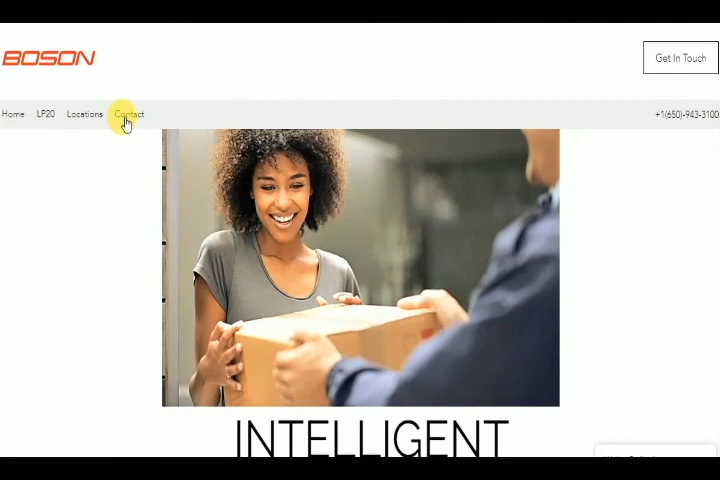 BOSON
Get In Touch
Home LP20 Locations Contact
+1(650)-943-3100
INTELLIGENT